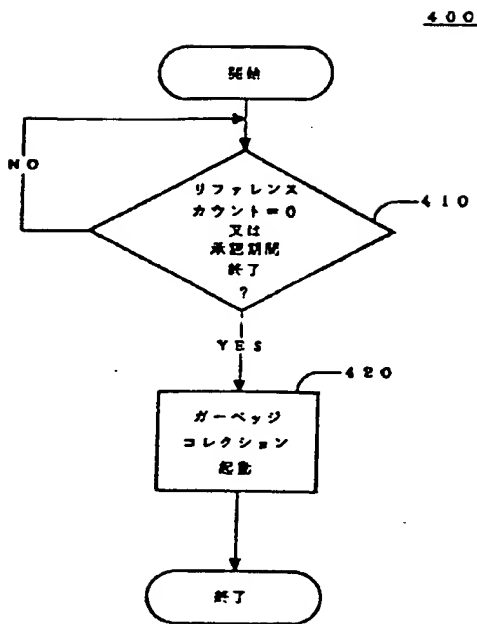 400
開始
NO
リファレンス
カウント=0
又は
承認期間
終了
?
410
YES
420
ガーベッジ
コレクション
起動
終了